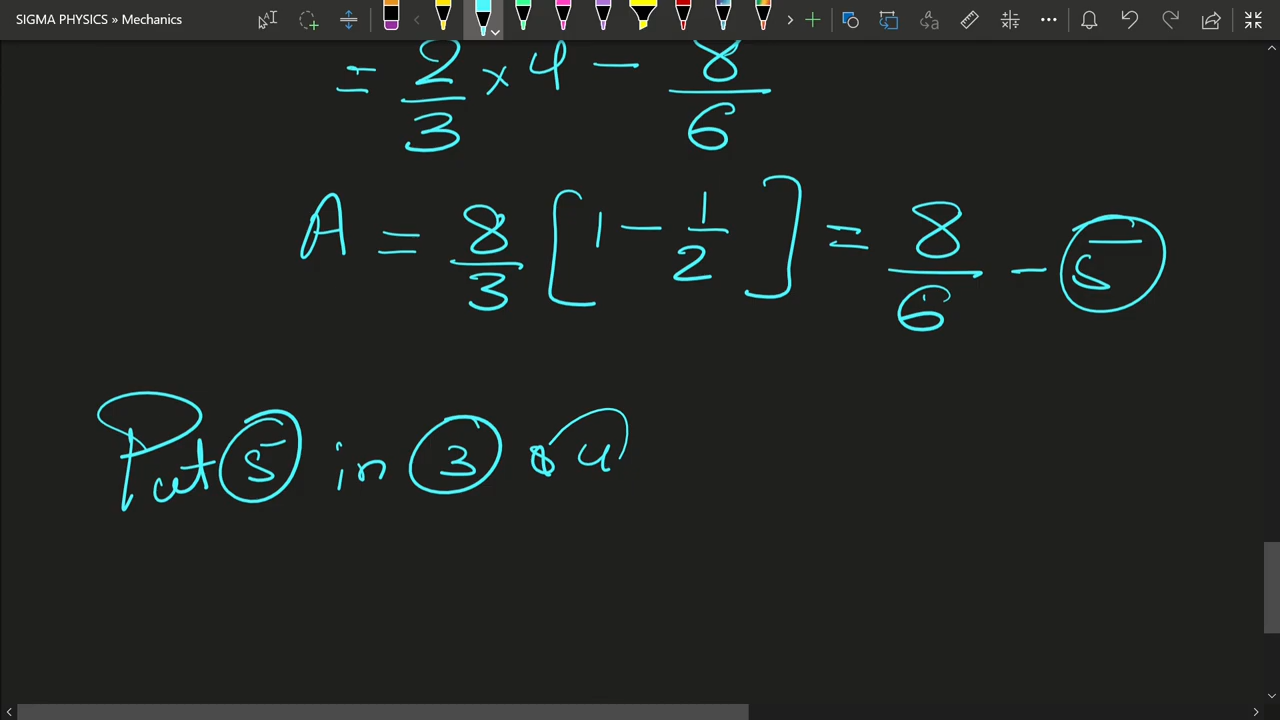 SIGMA PHYSICS » Mechanics
= 2/3 × 4 - 8/6
A = 8/3 [1 - 1/2] = 8/6 - 5
Put 5 in 3 & 4